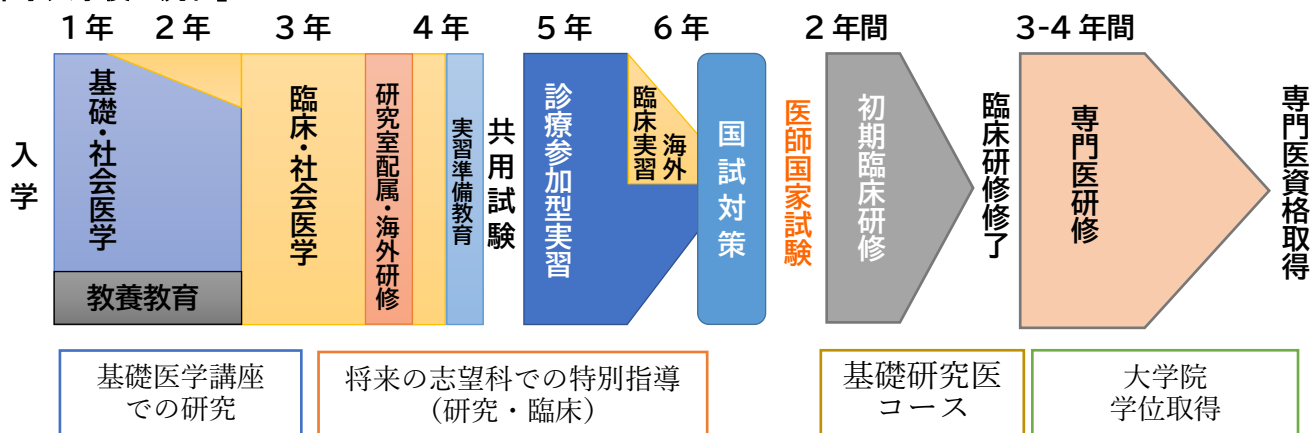 1年 2年 3年 4年 5年 6年 2年間 3-4年間
入学
基礎・社会医学
教養教育
臨床・社会医学
研究室配属・海外研修
実習準備教育
共用試験
診療参加型実習
海外
臨床実習
国試対策
医師国家試験
初期臨床研修
臨床研修修了
専門医研修
専門医資格取得
基礎医学講座
での研究
将来の志望科での特別指導
（研究・臨床）
基礎研究医
コース
大学院
学位取得